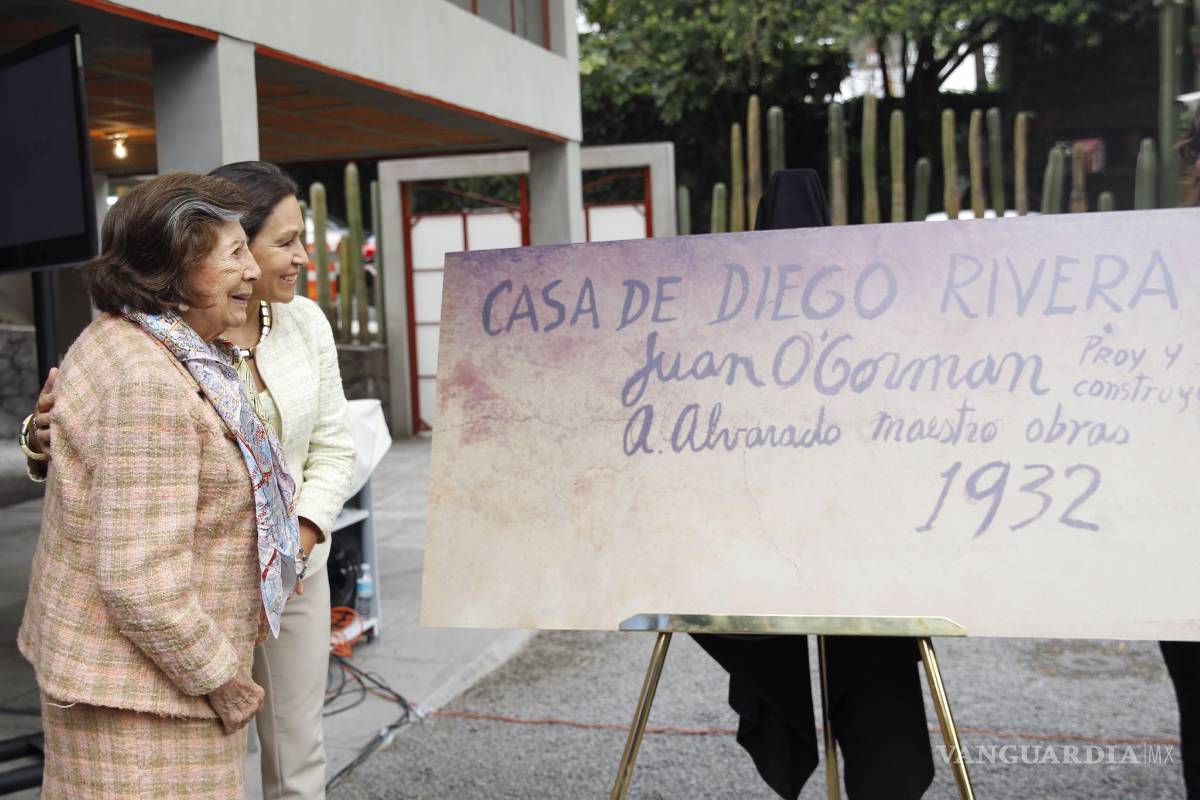 CASA DE DIEGO RIVERA
Juan O'Gorman Proy y
construyó
A. Alvarado maestro obras
1932
VANGUARDIA|MX